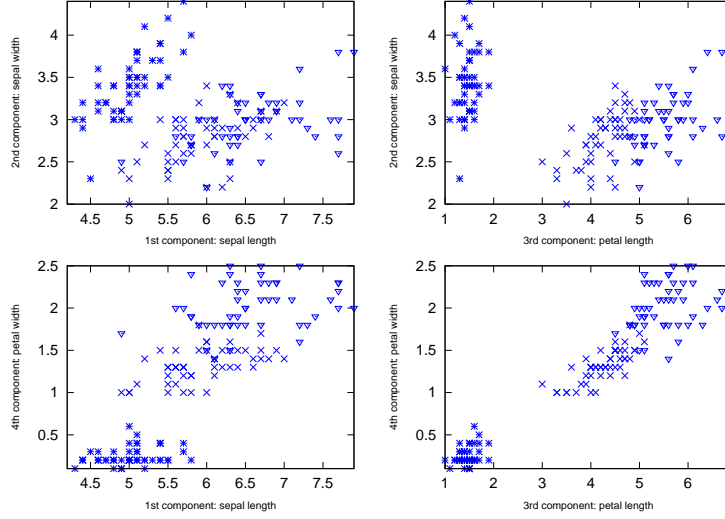 4
3.5
3
2.5
2
4.5 5 5.5 6 6.5 7 7.5
2nd component: sepal width
1st component: sepal length
4
3.5
3
2.5
2
1 2 3 4 5 6
2nd component: sepal width
3rd component: petal length
2.5
2
1.5
1
0.5
4.5 5 5.5 6 6.5 7 7.5
4th component: petal width
1st component: sepal length
2.5
2
1.5
1
0.5
1 2 3 4 5 6
4th component: petal width
3rd component: petal length